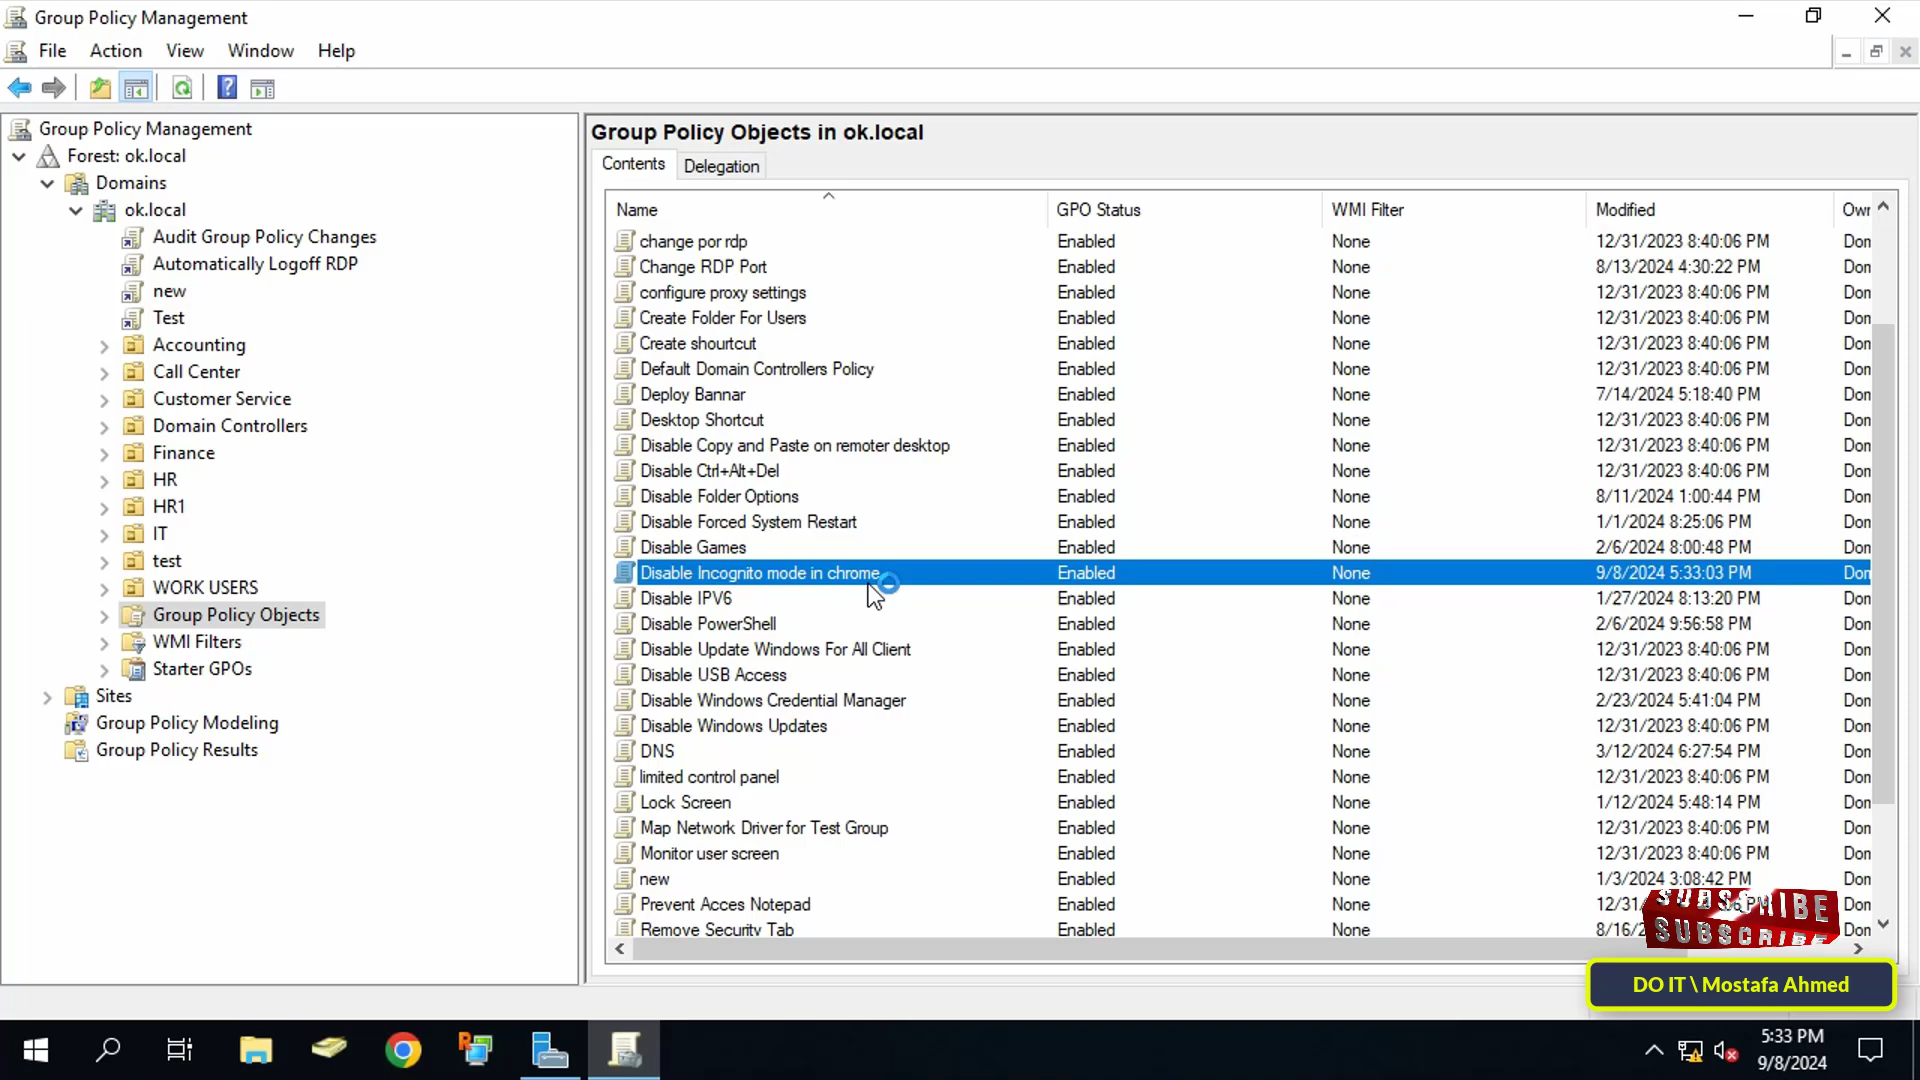 Group Policy Management
File Action View Window Help
Group Policy Management
Forest: ok.local
Domains
ok.local
Audit Group Policy Changes
Automatically Logoff RDP
new
Test
Accounting
Call Center
Customer Service
Domain Controllers
Finance
HR
HR1
IT
test
WORK USERS
Group Policy Objects
WMI Filters
Starter GPOs
Sites
Group Policy Modeling
Group Policy Results
Group Policy Objects in ok.local
Contents Delegation
Name GPO Status WMI Filter Modified Owr
change por rdp Enabled None 12/31/2023 8:40:06 PM Don
Change RDP Port Enabled None 8/13/2024 4:30:22 PM Don
configure proxy settings Enabled None 12/31/2023 8:40:06 PM Don
Create Folder For Users Enabled None 12/31/2023 8:40:06 PM Don
Create shourtcut Enabled None 12/31/2023 8:40:06 PM Don
Default Domain Controllers Policy Enabled None 12/31/2023 8:40:06 PM Don
Deploy Bannar Enabled None 7/14/2024 5:18:40 PM Don
Desktop Shortcut Enabled None 12/31/2023 8:40:06 PM Don
Disable Copy and Paste on remoter desktop Enabled None 12/31/2023 8:40:06 PM Don
Disable Ctrl+Alt+Del Enabled None 12/31/2023 8:40:06 PM Don
Disable Folder Options Enabled None 8/11/2024 1:00:44 PM Don
Disable Forced System Restart Enabled None 1/1/2024 8:25:06 PM Don
Disable Games Enabled None 2/6/2024 8:00:48 PM Don
Disable Incognito mode in chrome Enabled None 9/8/2024 5:33:03 PM Don
Disable IPV6 Enabled None 1/27/2024 8:13:20 PM Don
Disable PowerShell Enabled None 2/6/2024 9:56:58 PM Don
Disable Update Windows For All Client Enabled None 12/31/2023 8:40:06 PM Don
Disable USB Access Enabled None 12/31/2023 8:40:06 PM Don
Disable Windows Credential Manager Enabled None 2/23/2024 5:41:04 PM Don
Disable Windows Updates Enabled None 12/31/2023 8:40:06 PM Don
DNS Enabled None 3/12/2024 6:27:54 PM Don
limited control panel Enabled None 12/31/2023 8:40:06 PM Don
Lock Screen Enabled None 1/12/2024 5:48:14 PM Don
Map Network Driver for Test Group Enabled None 12/31/2023 8:40:06 PM Don
Monitor user screen Enabled None 12/31/2023 8:40:06 PM Don
new Enabled None 1/3/2024 3:08:42 PM Don
Prevent Acces Notepad Enabled None Don
Remove Security Tab Enabled None Don
SUBSCRIBE
SUBSCRIBE
DO IT \ Mostafa Ahmed
5:33 PM
9/8/2024